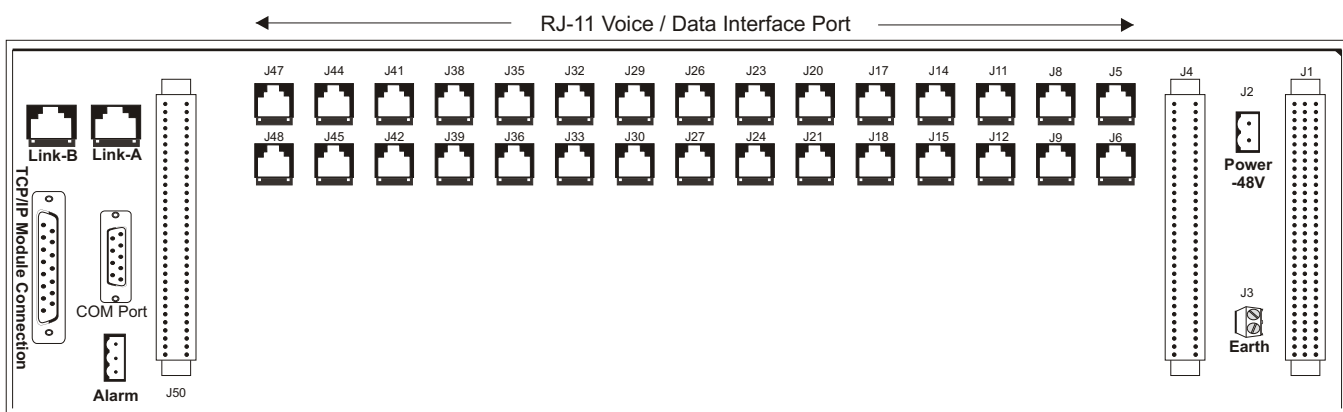 RJ-11 Voice / Data Interface Port
J47 J44 J41 J38 J35 J32 J29 J26 J23 J20 J17 J14 J11 J8 J5 J4 J1
J2
J48 J45 J42 J39 J36 J33 J30 J27 J24 J21 J18 J15 J12 J9 J6
Link-B Link-A
Power
-48V
TCP/IP Module Connection
COM Port
J3
Earth
Alarm
J50